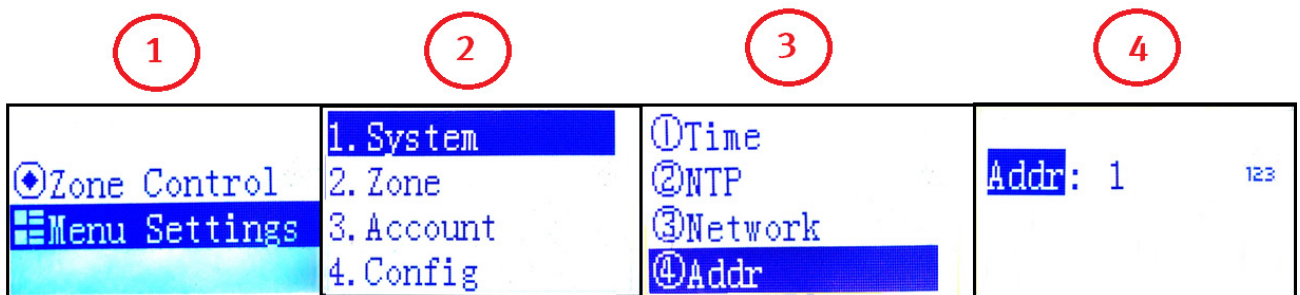 1
2
3
4
Zone Control
Menu Settings
1.System
2.Zone
3.Account
4.Config
①Time
②NTP
③Network
④Addr
Addr: 1 123